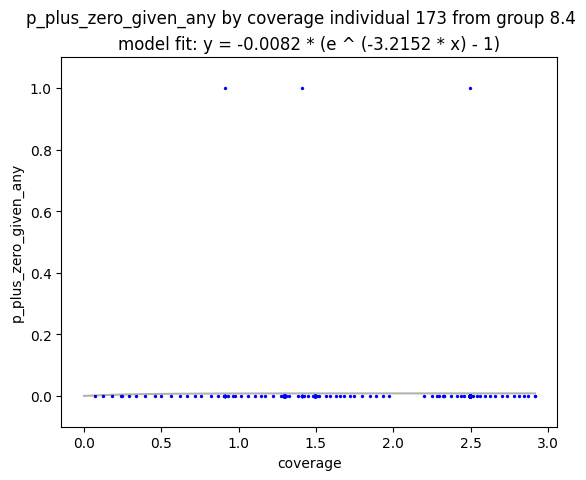 p_plus_zero_given_any by coverage individual 173 from group 8.4
model fit: y = -0.0082 * (e ^ (-3.2152 * x) - 1)
p_plus_zero_given_any
1.0
0.8
0.6
0.4
0.2
0.0
0.0 0.5 1.0 1.5 2.0 2.5 3.0
coverage